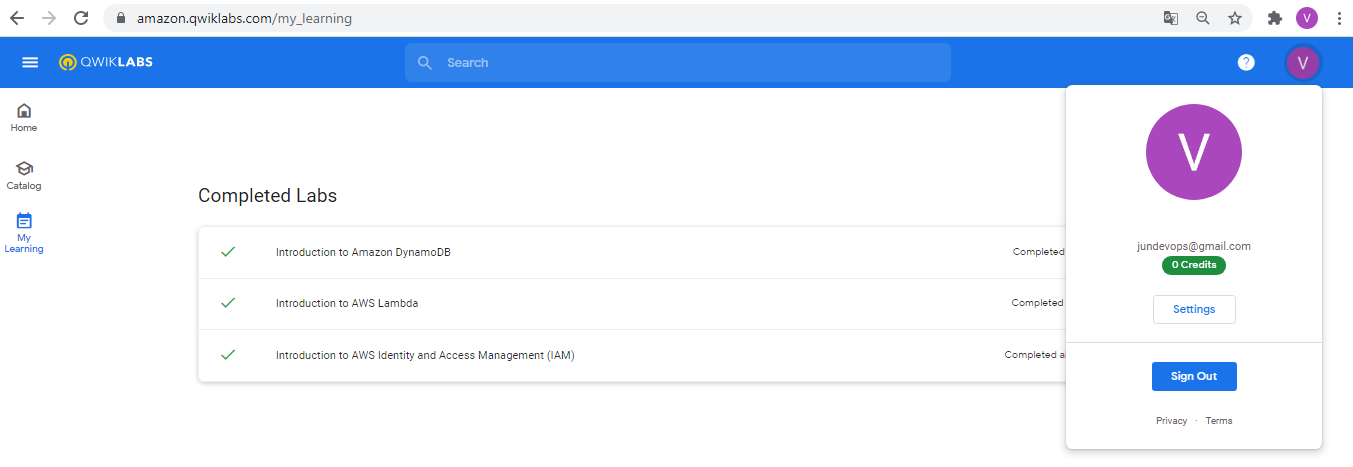 amazon.qwiklabs.com/my_learning
V
QWIKLABS
Search
?
V
Home
Catalog
My
Learning
Completed Labs
Introduction to Amazon DynamoDB
Completed
Introduction to AWS Lambda
Completed
Introduction to AWS Identity and Access Management (IAM)
Completed
V
jundevops@gmail.com
0 Credits
Settings
Sign Out
Privacy · Terms